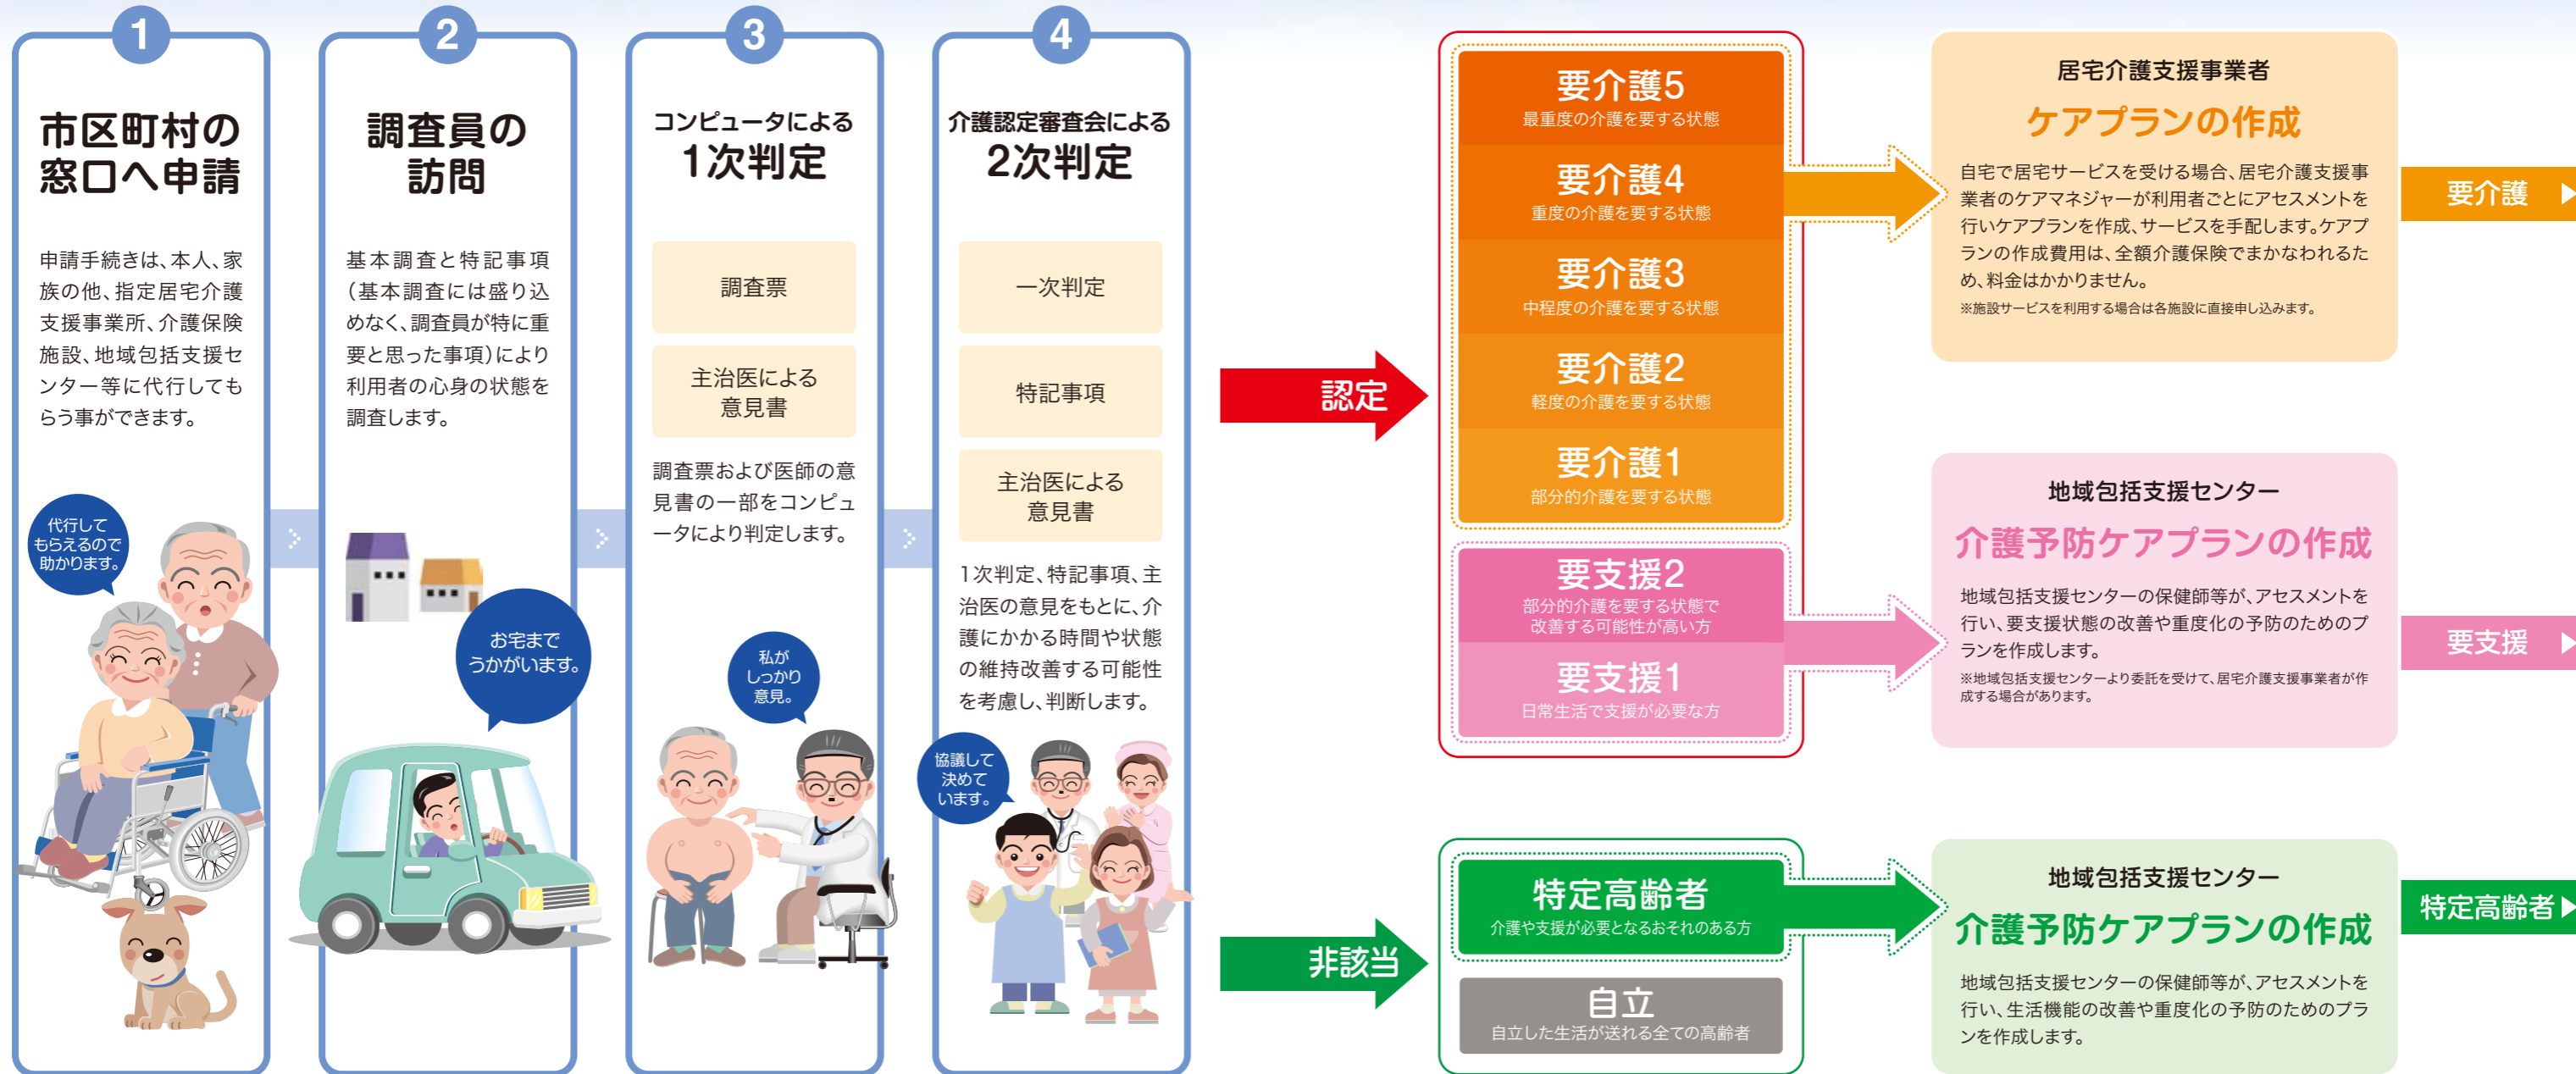 1
市区町村の
窓口へ申請
申請手続きは、本人、家
族の他、指定居宅介護
支援事業所、介護保険
施設、地域包括支援セ
ンター等に代行しても
らう事ができます。
代行して
もらえるので
助かります。
2
調査員の
訪問
基本調査と特記事項
（基本調査には盛り込
めなく、調査員が特に重
要と思った事項）により
利用者の心身の状態を
調査します。
お宅まで
うかがいます。
3
コンピュータによる
1次判定
調査票
主治医による
意見書
調査票および医師の意
見書の一部をコンピュ
ータにより判定します。
私が
しっかり
意見。
4
介護認定審査会による
2次判定
一次判定
特記事項
主治医による
意見書
1次判定、特記事項、主
治医の意見をもとに、介
護にかかる時間や状態
の維持改善する可能性
を考慮し、判断します。
協議して
決めて
います。
認定
要介護5
最重度の介護を要する状態
要介護4
重度の介護を要する状態
要介護3
中程度の介護を要する状態
要介護2
軽度の介護を要する状態
要介護1
部分的介護を要する状態
要支援2
部分的介護を要する状態で
改善する可能性が高い方
要支援1
日常生活で支援が必要な方
非該当
特定高齢者
介護や支援が必要となるおそれのある方
自立
自立した生活が送れる全ての高齢者
居宅介護支援事業者
ケアプランの作成
自宅で居宅サービスを受ける場合、居宅介護支援事
業者のケアマネジャーが利用者ごとにアセスメントを
行いケアプランを作成、サービスを手配します。ケアプ
ランの作成費用は、全額介護保険でまかなわれるた
め、料金はかかりません。
※施設サービスを利用する場合は各施設に直接申し込みます。
要介護
地域包括支援センター
介護予防ケアプランの作成
地域包括支援センターの保健師等が、アセスメントを
行い、要支援状態の改善や重度化の予防のためのプ
ランを作成します。
※地域包括支援センターより委託を受けて、居宅介護支援事業者が作
成する場合があります。
要支援
地域包括支援センター
介護予防ケアプランの作成
地域包括支援センターの保健師等が、アセスメントを
行い、生活機能の改善や重度化の予防のためのプラ
ンを作成します。
特定高齢者